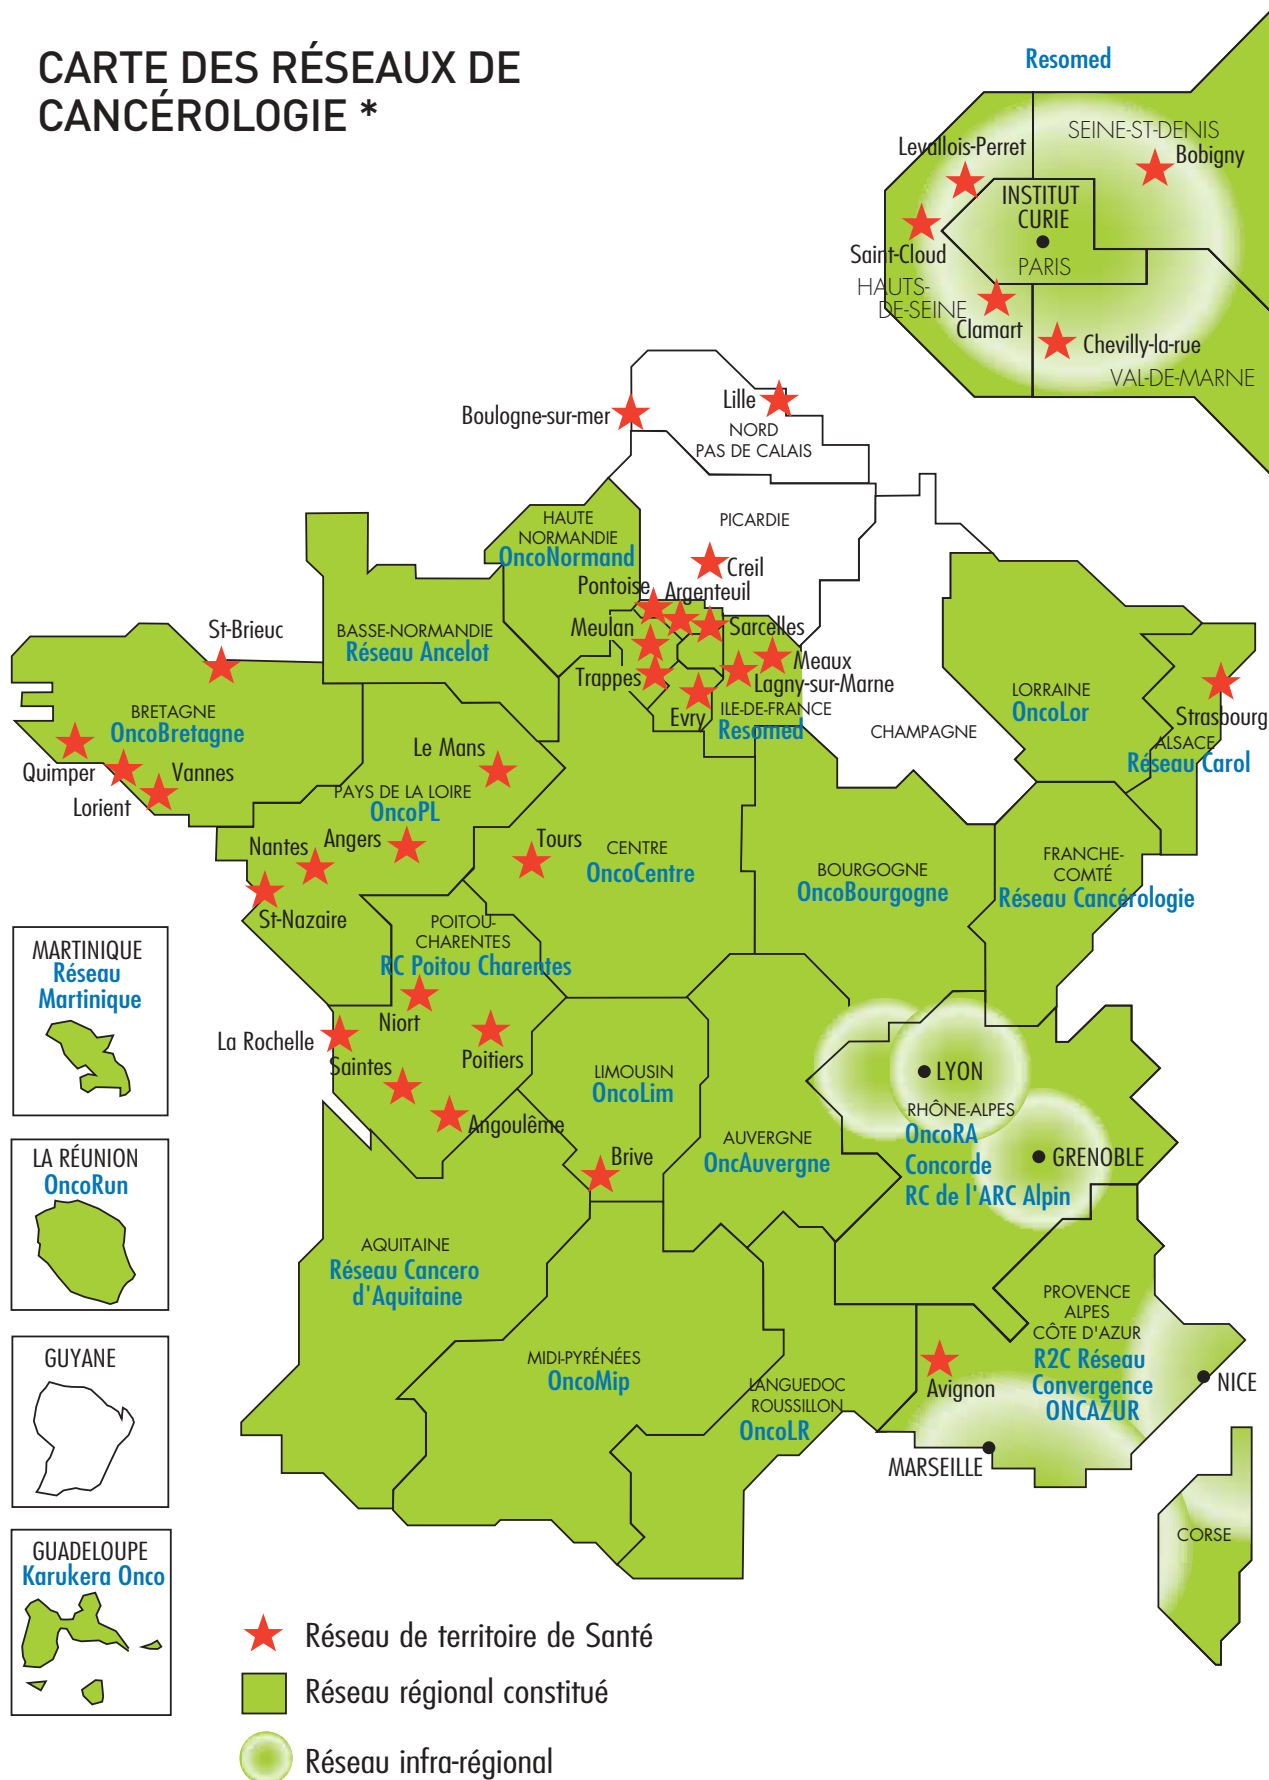 CARTE DES RÉSEAUX DE
CANCÉROLOGIE *
Resomed
SEINE-ST-DENIS
Levallois-Perret
Bobigny
INSTITUT
CURIE
Saint-Cloud
PARIS
HAUTS-
DE-SEINE
Clamart
Chevilly-la-rue
VAL-DE-MARNE
Boulogne-sur-mer
Lille
NORD
PAS DE CALAIS
HAUTE
NORMANDIE
OncoNormand
PICARDIE
Creil
Pontoise
Argenteuil
Meulan
Sarcelles
Meaux
Trappes
Lagny-sur-Marne
Evry
ILE-DE-FRANCE
Resomed
St-Brieuc
BASSE-NORMANDIE
Réseau Ancelot
CHAMPAGNE
LORRAINE
OncoLor
Strasbourg
ALSACE
Réseau Carol
BRETAGNE
OncoBretagne
Quimper
Vannes
Lorient
Le Mans
PAYS DE LA LOIRE
OncoPL
Nantes
Angers
St-Nazaire
Tours
CENTRE
OncoCentre
BOURGOGNE
OncoBourgogne
FRANCHE-
COMTÉ
Réseau Cancérologie
POITOU-
CHARENTES
RC Poitou Charentes
Niort
La Rochelle
Saintes
Poitiers
Angoulême
LIMOUSIN
OncoLim
Brive
AUVERGNE
OncAuvergne
LYON
RHÔNE-ALPES
OncoRA
Concorde
RC de l'ARC Alpin
GRENOBLE
MARTINIQUE
Réseau
Martinique
LA RÉUNION
OncoRun
GUYANE
GUADELOUPE
Karukera Onco
AQUITAINE
Réseau Cancero
d'Aquitaine
MIDI-PYRÉNÉES
OncoMip
LANGUEDOC
ROUSSILLON
OncoLR
PROVENCE
ALPES
CÔTE D'AZUR
R2C Réseau
Convergence
ONCAZUR
Avignon
NICE
MARSEILLE
CORSE
Réseau de territoire de Santé
Réseau régional constitué
Réseau infra-régional